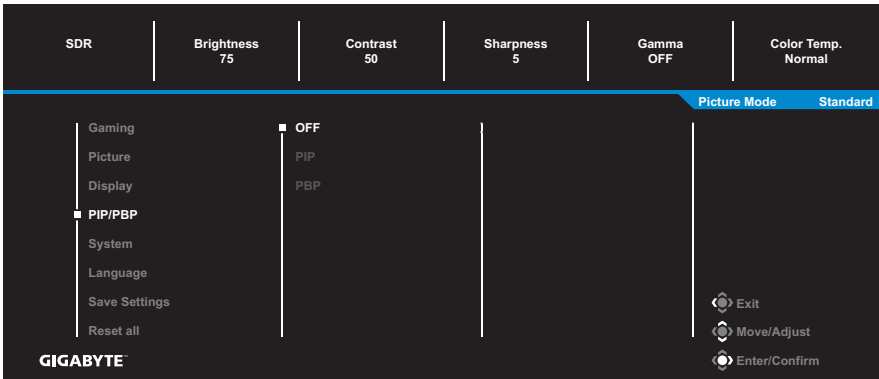 SDR Brightness Contrast Sharpness Gamma Color Temp.
75 50 5 OFF Normal
Picture Mode Standard
Gaming OFF
Picture PIP
Display PBP
PIP/PBP
System
Language
Save Settings Exit
Reset all Move/Adjust
GIGABYTE™ Enter/Confirm